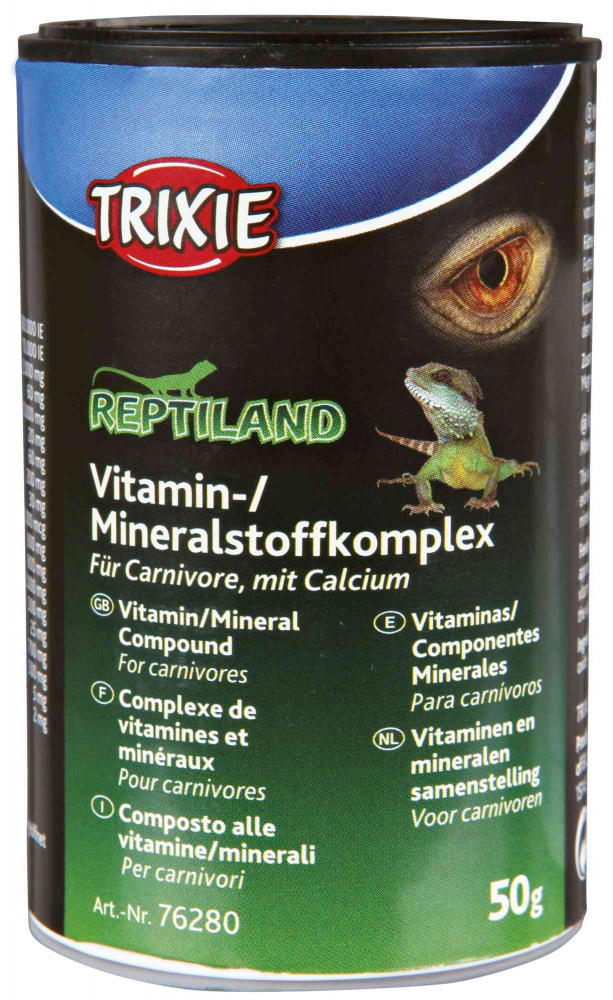 TRIXIE
REPTILAND
Vitamin-/
Mineralstoffkomplex
Für Carnivore, mit Calcium
GB Vitamin/Mineral
Compound
For carnivores
F Complexe de
vitamines et
minéraux
Pour carnivores
I Composto alle
vitamine/minerali
Per carnivori
Art.-Nr. 76280
E Vitaminas/
Componentes
Minerales
Para carnívoros
NL Vitaminen en
mineralen
samenstelling
Voor carnivoren
50g